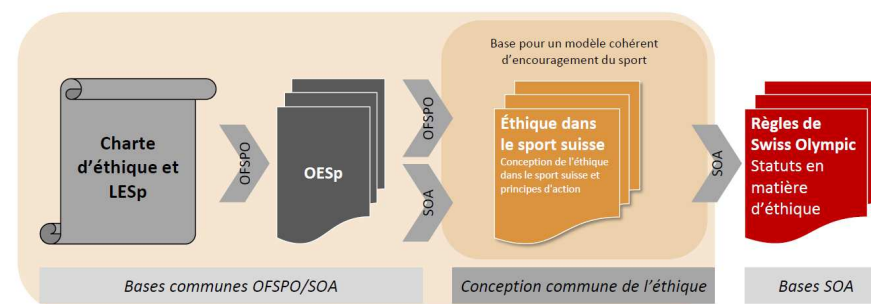 Base pour un modèle cohérent
d'encouragement du sport
Charte
d'éthique et
LESp
OFSPO
OESp
OFSPO
SOA
Éthique dans
le sport suisse
Conception de l'éthique
dans le sport suisse et
principes d'action
SOA
Règles de
Swiss Olympic
Statuts en
matière
d'éthique
Bases communes OFSPO/SOA
Conception commune de l'éthique
Bases SOA